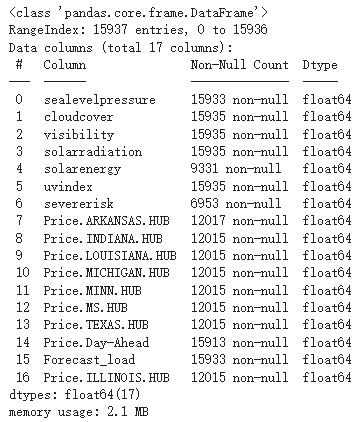 <class 'pandas.core.frame.DataFrame'>
RangeIndex: 15937 entries, 0 to 15936
Data columns (total 17 columns):
 #   Column             Non-Null Count  Dtype
---  ------             --------------  -----
 0   sealevelpressure   15933 non-null  float64
 1   cloudcover         15935 non-null  float64
 2   visibility         15935 non-null  float64
 3   solarradiation     15935 non-null  float64
 4   solarenergy        9331 non-null   float64
 5   uvindex            15935 non-null  float64
 6   severerisk         6953 non-null   float64
 7   Price.ARKANSAS.HUB   12017 non-null  float64
 8   Price.INDIANA.HUB    12015 non-null  float64
 9   Price.LOUISIANA.HUB  12015 non-null  float64
 10  Price.MICHIGAN.HUB   12015 non-null  float64
 11  Price.MINN.HUB       12015 non-null  float64
 12  Price.MS.HUB         12015 non-null  float64
 13  Price.TEXAS.HUB      12015 non-null  float64
 14  Price.Day-Ahead      15913 non-null  float64
 15  Forecast_load        15933 non-null  float64
 16  Price.ILLINOIS.HUB   12015 non-null  float64
dtypes: float64(17)
memory usage: 2.1 MB